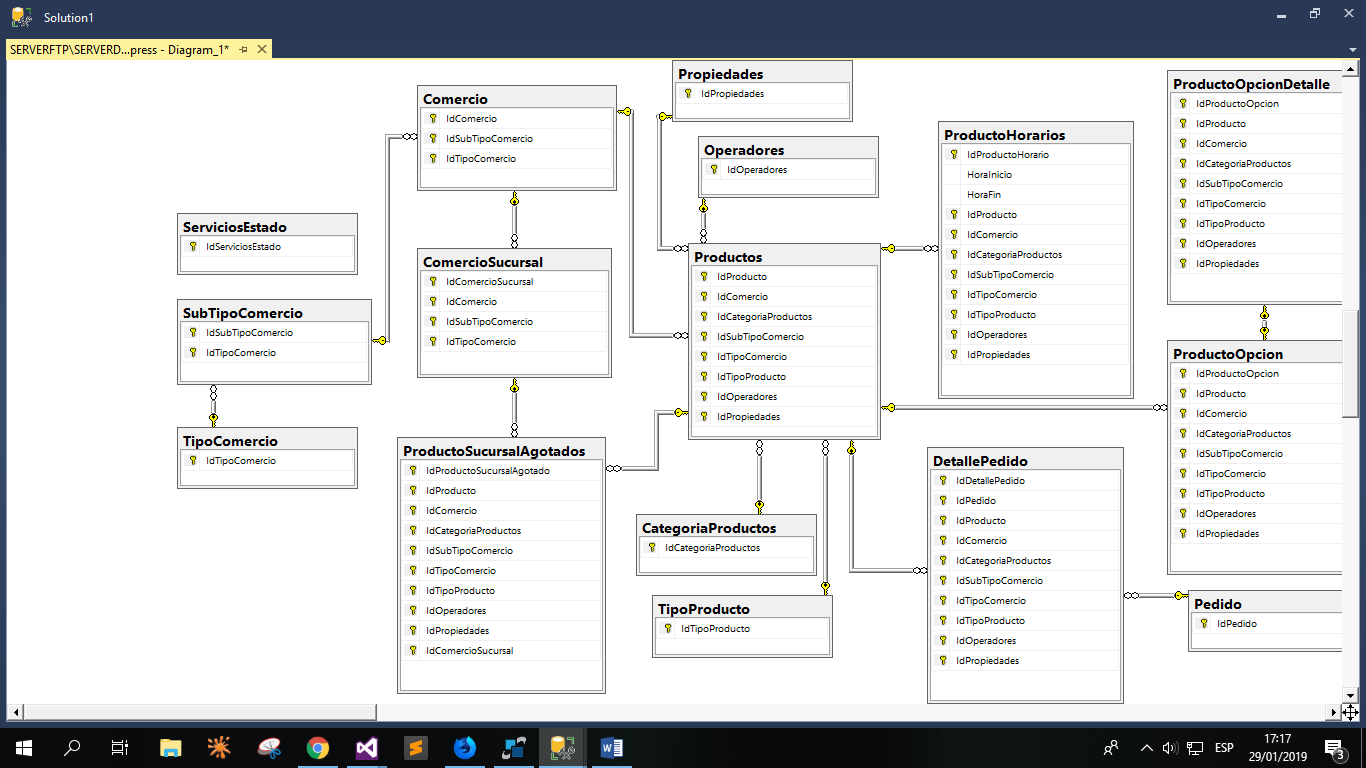 Solution1
SERVERFTP\SERVERD...press - Diagram_1*
Propiedades
IdPropiedades
Comercio
IdComercio
IdSubTipoComercio
IdTipoComercio
Operadores
IdOperadores
ProductoHorarios
IdProductoHorario
HoraInicio
HoraFin
IdProducto
IdComercio
IdCategoriaProductos
IdSubTipoComercio
IdTipoComercio
IdTipoProducto
IdOperadores
IdPropiedades
ProductoOpcionDetalle
IdProductoOpcion
IdProducto
IdComercio
IdCategoriaProductos
IdSubTipoComercio
IdTipoComercio
IdTipoProducto
IdOperadores
IdPropiedades
ServiciosEstado
IdServiciosEstado
ComercioSucursal
IdComercioSucursal
IdComercio
IdSubTipoComercio
IdTipoComercio
Productos
IdProducto
IdComercio
IdCategoriaProductos
IdSubTipoComercio
IdTipoComercio
IdTipoProducto
IdOperadores
IdPropiedades
SubTipoComercio
IdSubTipoComercio
IdTipoComercio
ProductoOpcion
IdProductoOpcion
IdProducto
IdComercio
IdCategoriaProductos
IdSubTipoComercio
IdTipoComercio
IdTipoProducto
IdOperadores
IdPropiedades
TipoComercio
IdTipoComercio
ProductoSucursalAgotados
IdProductoSucursalAgotado
IdProducto
IdComercio
IdCategoriaProductos
IdSubTipoComercio
IdTipoComercio
IdTipoProducto
IdOperadores
IdPropiedades
IdComercioSucursal
CategoriaProductos
IdCategoriaProductos
TipoProducto
IdTipoProducto
DetallePedido
IdDetallePedido
IdPedido
IdProducto
IdComercio
IdCategoriaProductos
IdSubTipoComercio
IdTipoComercio
IdTipoProducto
IdOperadores
IdPropiedades
Pedido
IdPedido
ESP
17:17
29/01/2019
3